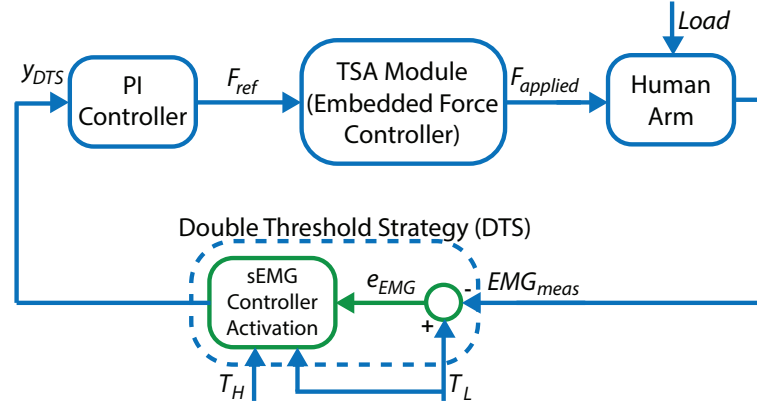 Load
y_DTS
PI
Controller
F_ref
TSA Module
(Embedded Force
Controller)
F_applied
Human
Arm
Double Threshold Strategy (DTS)
sEMG
Controller
Activation
e_EMG
-
+
EMG_meas
T_H
T_L